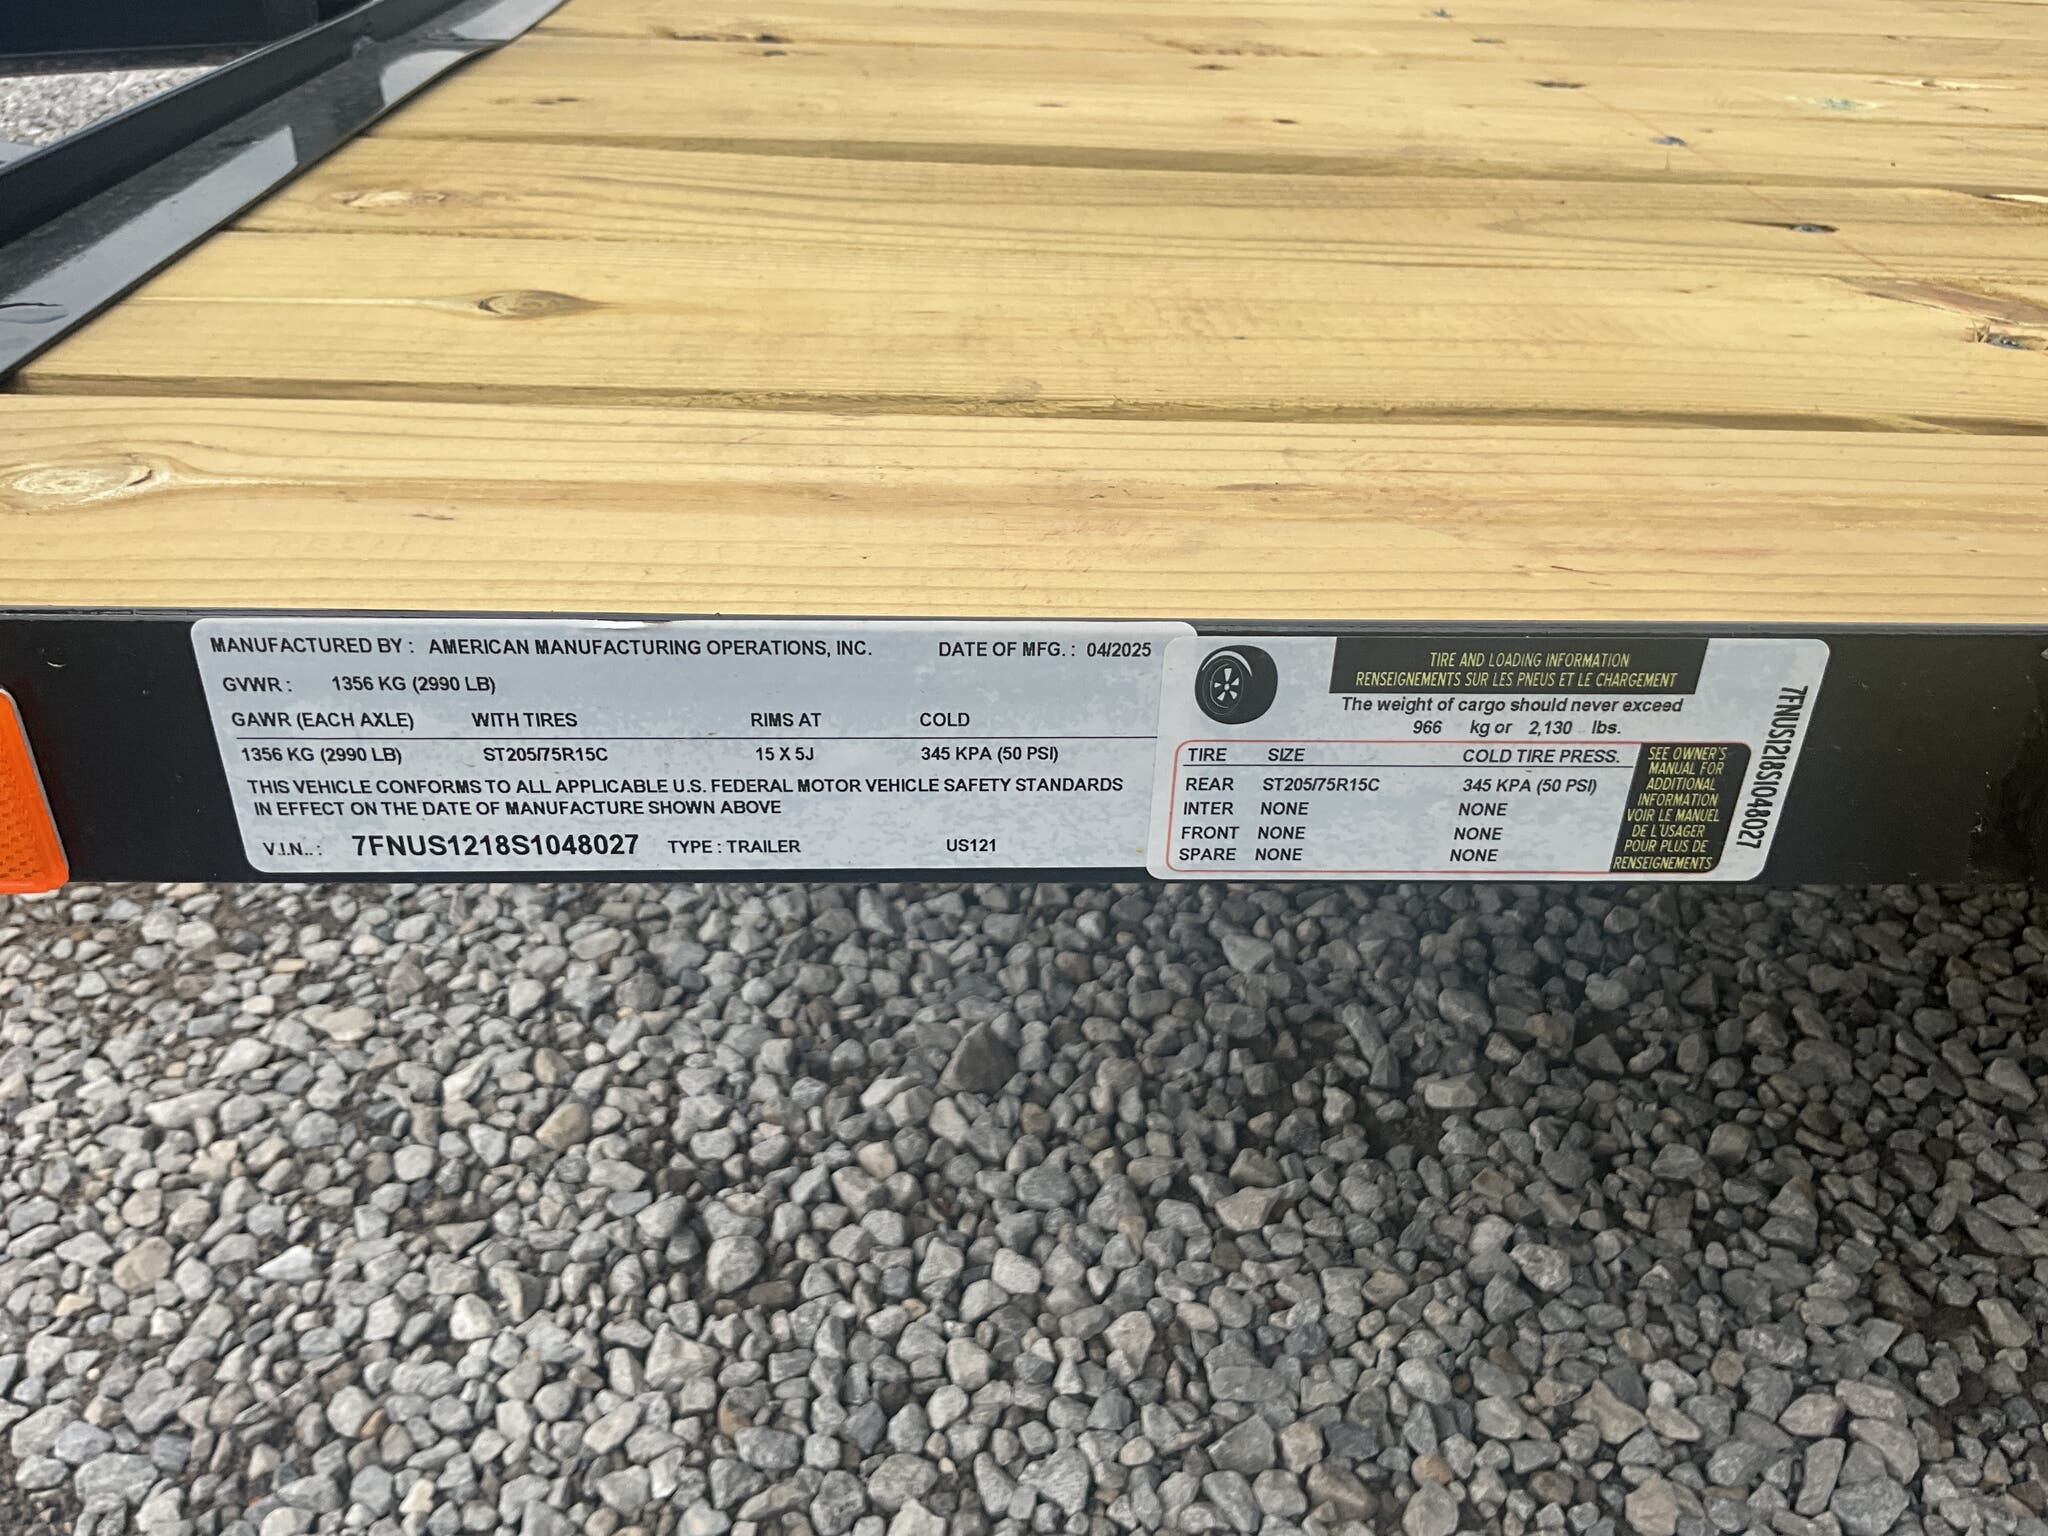 MANUFACTURED BY : AMERICAN MANUFACTURING OPERATIONS, INC. DATE OF MFG. : 04/2025
GVWR : 1356 KG (2990 LB)
GAWR (EACH AXLE) WITH TIRES RIMS AT COLD
1356 KG (2990 LB) ST205/75R15C 15 X 5J 345 KPA (50 PSI)
THIS VEHICLE CONFORMS TO ALL APPLICABLE U.S. FEDERAL MOTOR VEHICLE SAFETY STANDARDS
IN EFFECT ON THE DATE OF MANUFACTURE SHOWN ABOVE
V.I.N.. : 7FNUS1218S1048027 TYPE : TRAILER US121
TIRE AND LOADING INFORMATION
RENSEIGNEMENTS SUR LES PNEUS ET LE CHARGEMENT
The weight of cargo should never exceed
966 kg or 2,130 lbs.
TIRE SIZE COLD TIRE PRESS.
REAR ST205/75R15C 345 KPA (50 PSI)
INTER NONE NONE
FRONT NONE NONE
SPARE NONE NONE
SEE OWNER'S
MANUAL FOR
ADDITIONAL
INFORMATION
VOIR LE MANUEL
DE L'USAGER
POUR PLUS DE
RENSEIGNEMENTS
7FNUS1218S1048027